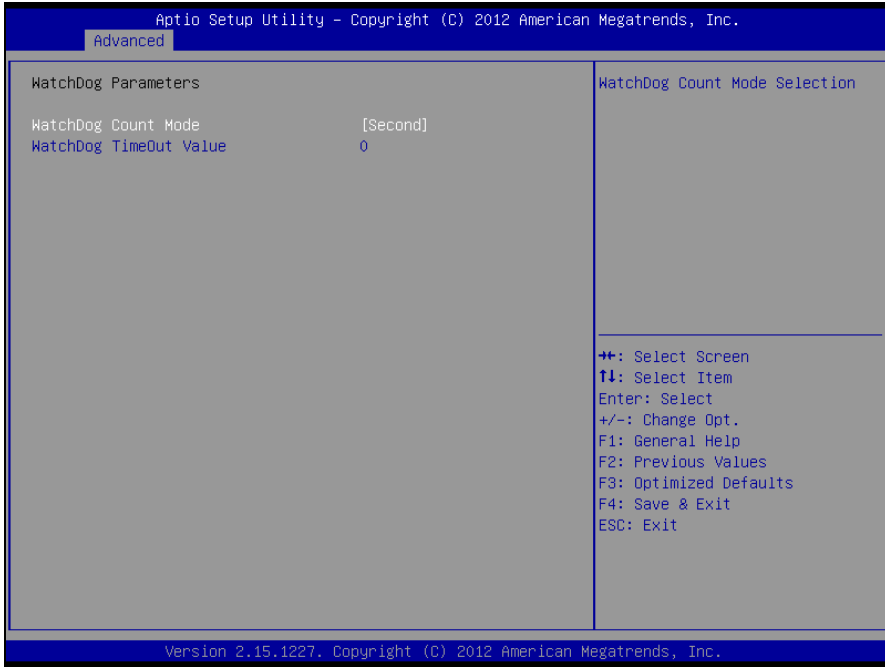 Aptio Setup Utility – Copyright (C) 2012 American Megatrends, Inc.
Advanced
WatchDog Parameters
WatchDog Count Mode [Second]
WatchDog TimeOut Value 0
WatchDog Count Mode Selection
→←: Select Screen
↑↓: Select Item
Enter: Select
+/-: Change Opt.
F1: General Help
F2: Previous Values
F3: Optimized Defaults
F4: Save & Exit
ESC: Exit
Version 2.15.1227. Copyright (C) 2012 American Megatrends, Inc.